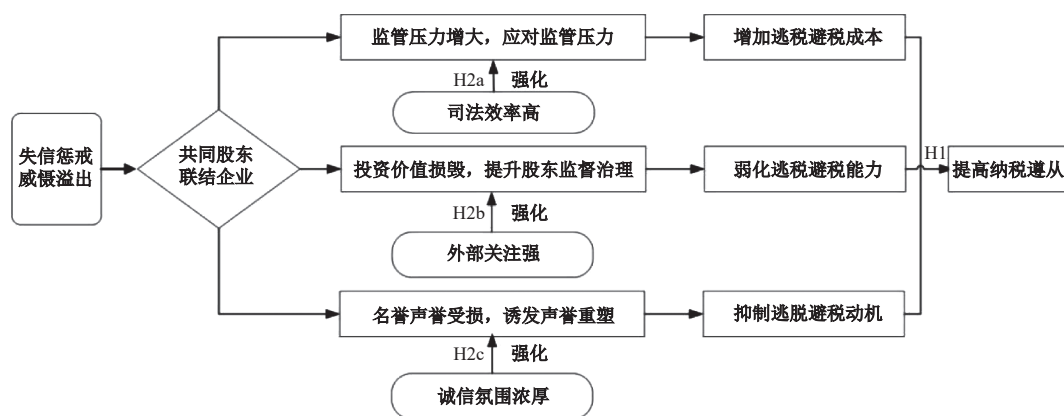 监管压力增大，应对监管压力
增加逃税避税成本
H2a
强化
司法效率高
失信惩戒
威慑溢出
共同股东
联结企业
投资价值损毁，提升股东监督治理
弱化逃税避税能力
H1
提高纳税遵从
H2b
强化
外部关注强
名誉声誉受损，诱发声誉重塑
抑制逃脱避税动机
H2c
强化
诚信氛围浓厚